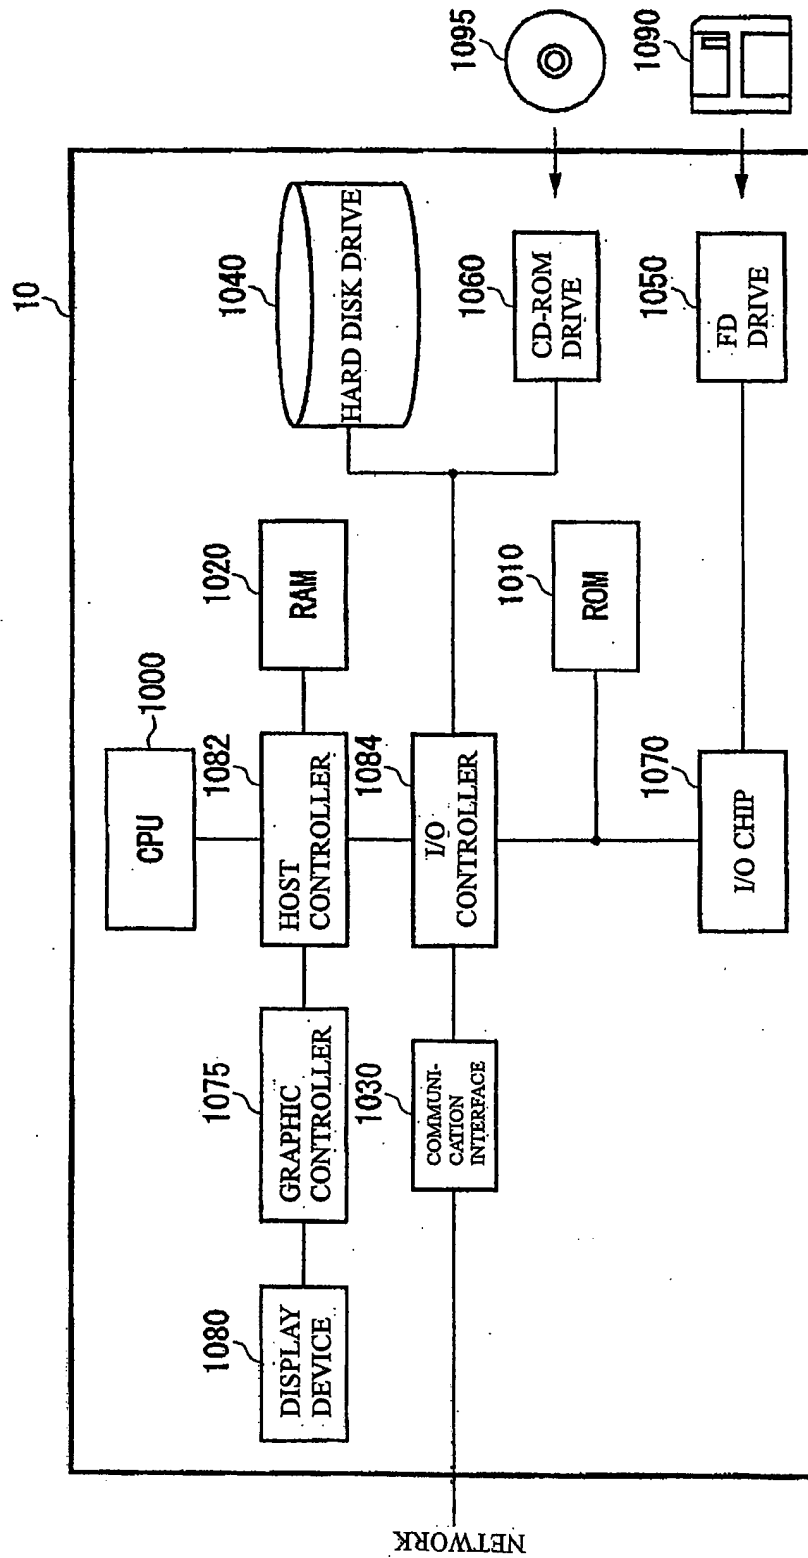 10
CPU
1000
DISPLAY
DEVICE
1080
GRAPHIC
CONTROLLER
1075
HOST
CONTROLLER
1082
RAM
1020
HARD DISK DRIVE
1040
NETWORK
COMMUNI-
CATION
INTERFACE
1030
I/O
CONTROLLER
1084
ROM
1010
CD-ROM
DRIVE
1060
1095
I/O CHIP
1070
FD
DRIVE
1050
1090